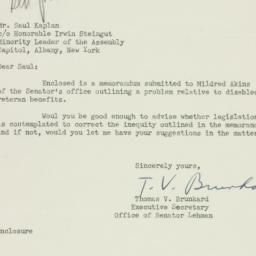 Mr. Saul Kaplan
c/o Honorable Irwin Steingut
Minority Leader of the Assembly
Capitol, Albany, New York
Dear Saul:
Enclosed is a memorandum submitted to Mildred Akins
of the Senator's office outlining a problem relative to disabled
veteran benefits.
Woul you be good enough to advise whether legislation
is contemplated to correct the inequity outlined in the memorandum
and if not, would you let me have your suggestions in the matter
Sincerely yours,
T. V. Brunkard
Thomas V. Brunkard
Executive Secretary
Office of Senator Lehman
Enclosure